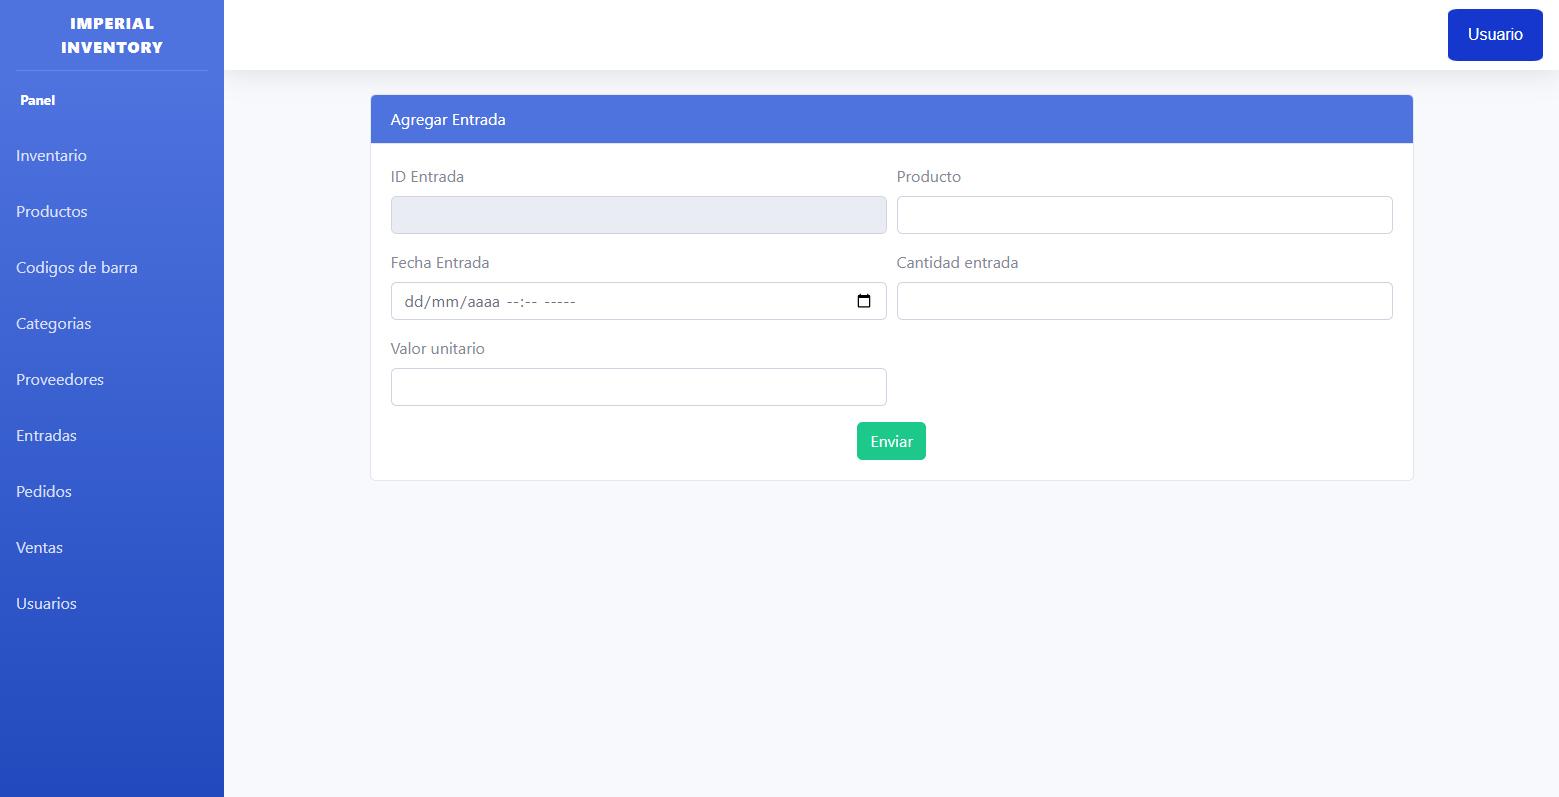 IMPERIAL
INVENTORY
Panel
Inventario
Productos
Codigos de barra
Categorias
Proveedores
Entradas
Pedidos
Ventas
Usuarios
Usuario
Agregar Entrada
ID Entrada
Producto
Fecha Entrada
Cantidad entrada
dd/mm/aaaa --:-- -----
Valor unitario
Enviar